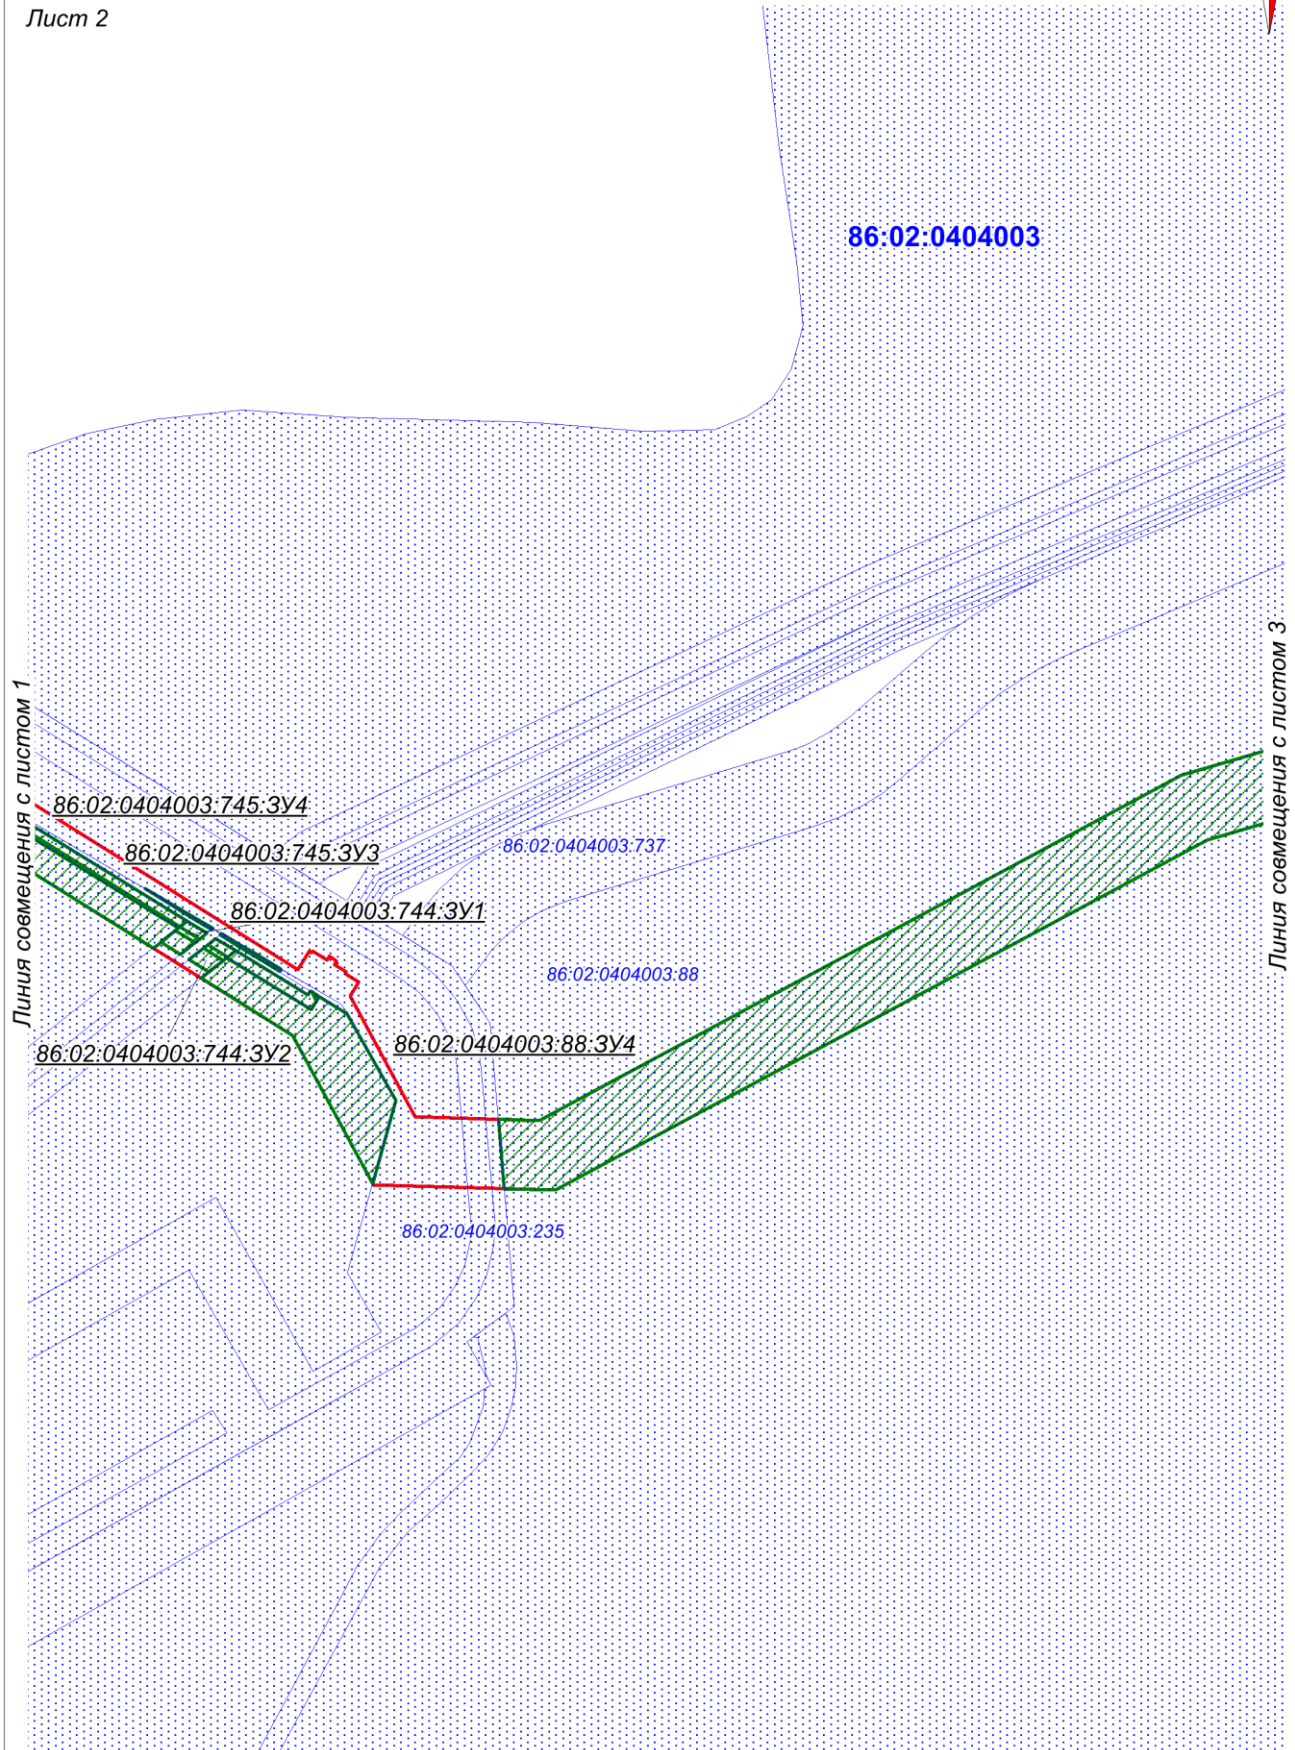 Лист 2
86:02:0404003
Линия совмещения с листом 1
Линия совмещения с листом 3
86:02:0404003:745:ЗУ4
86:02:0404003:737
86:02:0404003:745:ЗУ3
86:02:0404003:744:ЗУ1
86:02:0404003:88
86:02:0404003:88:ЗУ4
86:02:0404003:744:ЗУ2
86:02:0404003:235